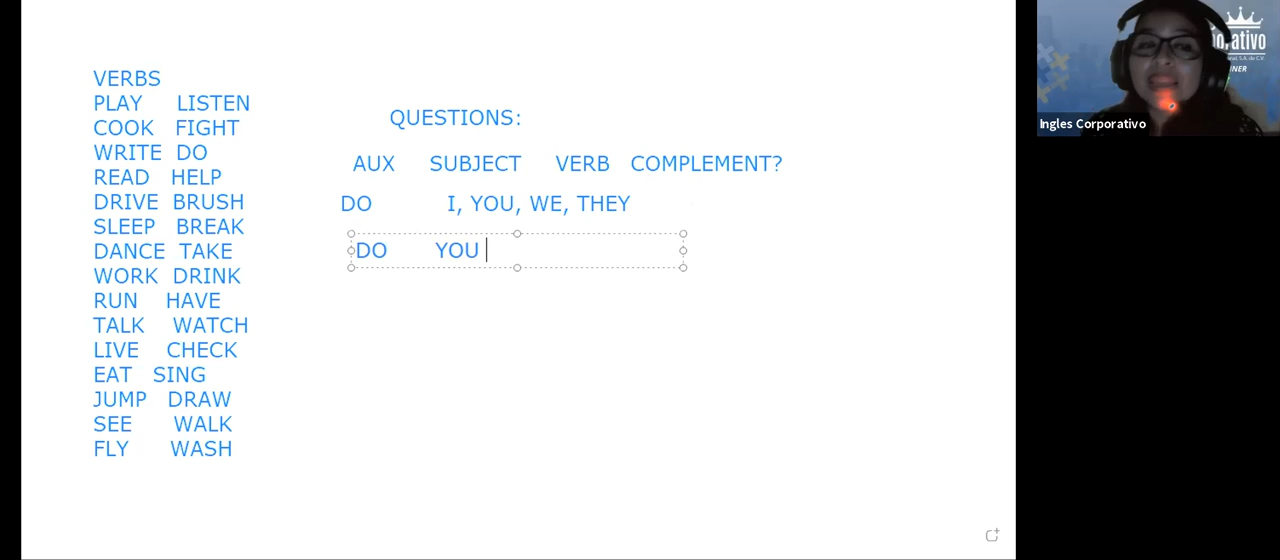 VERBS
PLAY LISTEN
COOK FIGHT
WRITE DO
READ HELP
DRIVE BRUSH
SLEEP BREAK
DANCE TAKE
WORK DRINK
RUN HAVE
TALK WATCH
LIVE CHECK
EAT SING
JUMP DRAW
SEE WALK
FLY WASH
QUESTIONS:
AUX SUBJECT VERB COMPLEMENT?
DO I, YOU, WE, THEY
DO YOU
Ingles Corporativo